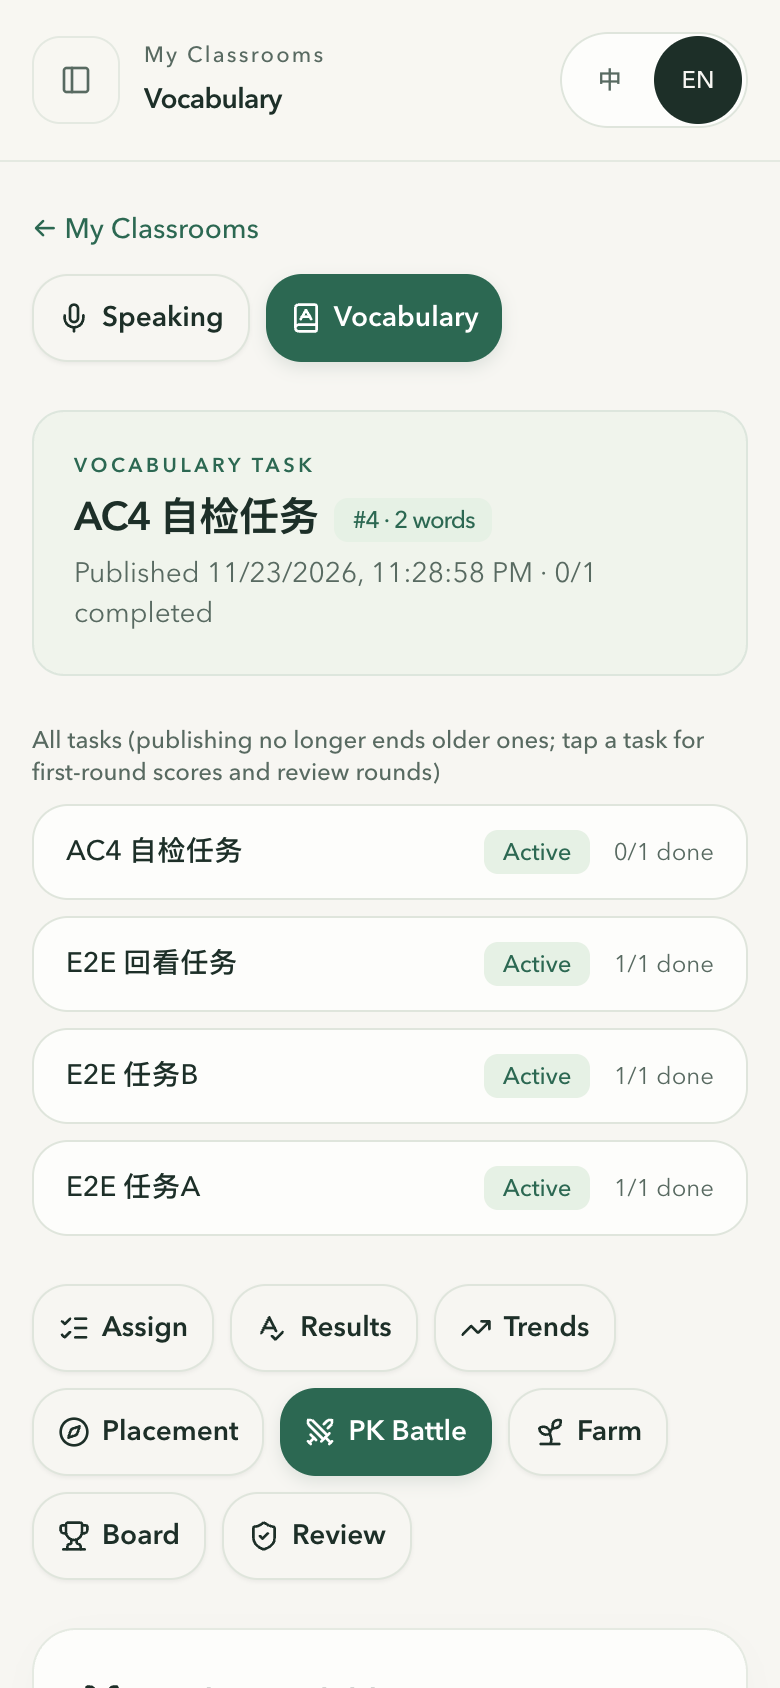 My Classrooms
Vocabulary
中
EN
← My Classrooms
Speaking
Vocabulary
VOCABULARY TASK
AC4 自检任务
#4 · 2 words
Published 11/23/2026, 11:28:58 PM · 0/1
completed
All tasks (publishing no longer ends older ones; tap a task for
first-round scores and review rounds)
AC4 自检任务
Active
0/1 done
E2E 回看任务
Active
1/1 done
E2E 任务B
Active
1/1 done
E2E 任务A
Active
1/1 done
Assign
Results
Trends
Placement
PK Battle
Farm
Board
Review